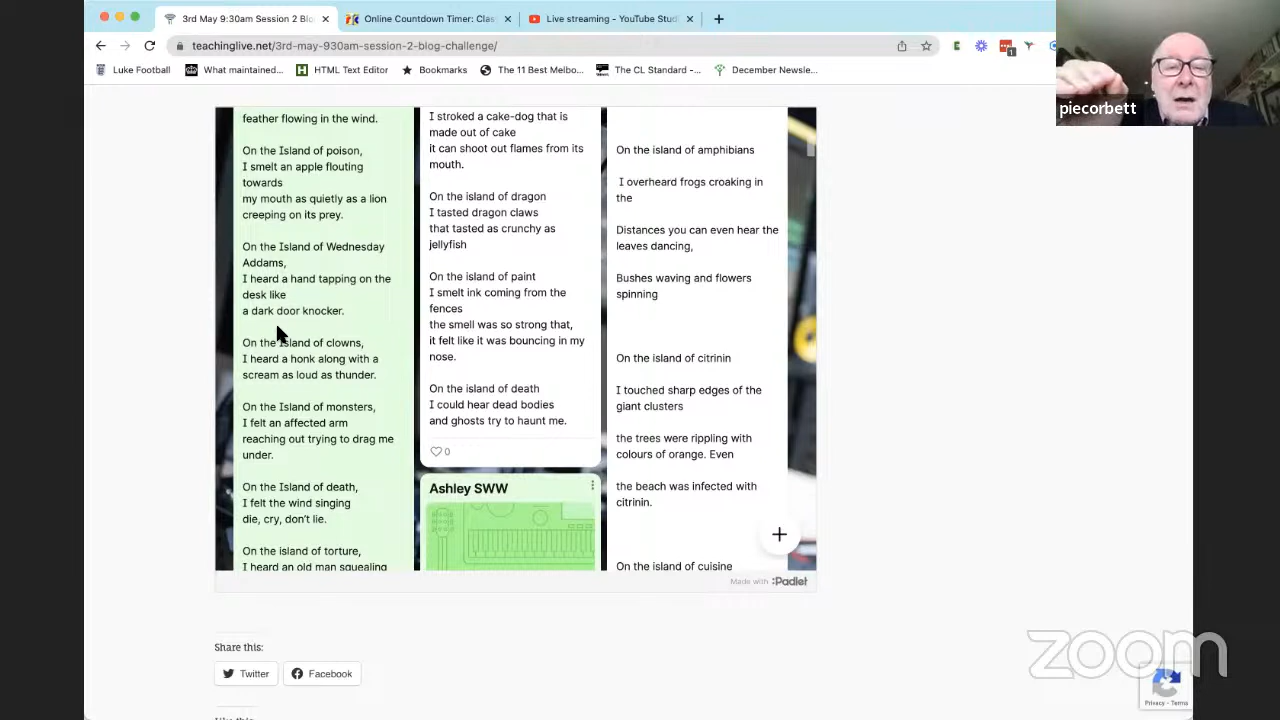 3rd May 9:30am Session 2 Blo
Online Countdown Timer: Clas
Live streaming - YouTube Stud
teachinglive.net/3rd-may-930am-session-2-blog-challenge/
1
Luke Football
What maintained...
HTML Text Editor
Bookmarks
The 11 Best Melbo...
The CL Standard -...
December Newsle...
piecorbett
feather flowing in the wind.
On the Island of poison,
I smelt an apple flouting
towards
my mouth as quietly as a lion
creeping on its prey.
On the Island of Wednesday
Addams,
I heard a hand tapping on the
desk like
a dark door knocker.
On the Island of clowns,
I heard a honk along with a
scream as loud as thunder.
On the Island of monsters,
I felt an affected arm
reaching out trying to drag me
under.
On the Island of death,
I felt the wind singing
die, cry, don't lie.
On the island of torture,
I heard an old man squealing
I stroked a cake-dog that is
made out of cake
it can shoot out flames from its
mouth.
On the island of dragon
I tasted dragon claws
that tasted as crunchy as
jellyfish
On the island of paint
I smelt ink coming from the
fences
the smell was so strong that,
it felt like it was bouncing in my
nose.
On the island of death
I could hear dead bodies
and ghosts try to haunt me.
0
Ashley SWW
On the island of amphibians
I overheard frogs croaking in
the
Distances you can even hear the
leaves dancing,
Bushes waving and flowers
spinning
On the island of citrinin
I touched sharp edges of the
giant clusters
the trees were rippling with
colours of orange. Even
the beach was infected with
citrinin.
On the island of cuisine
Made with :Padlet
Share this:
Twitter
Facebook
zoom
Privacy - Terms